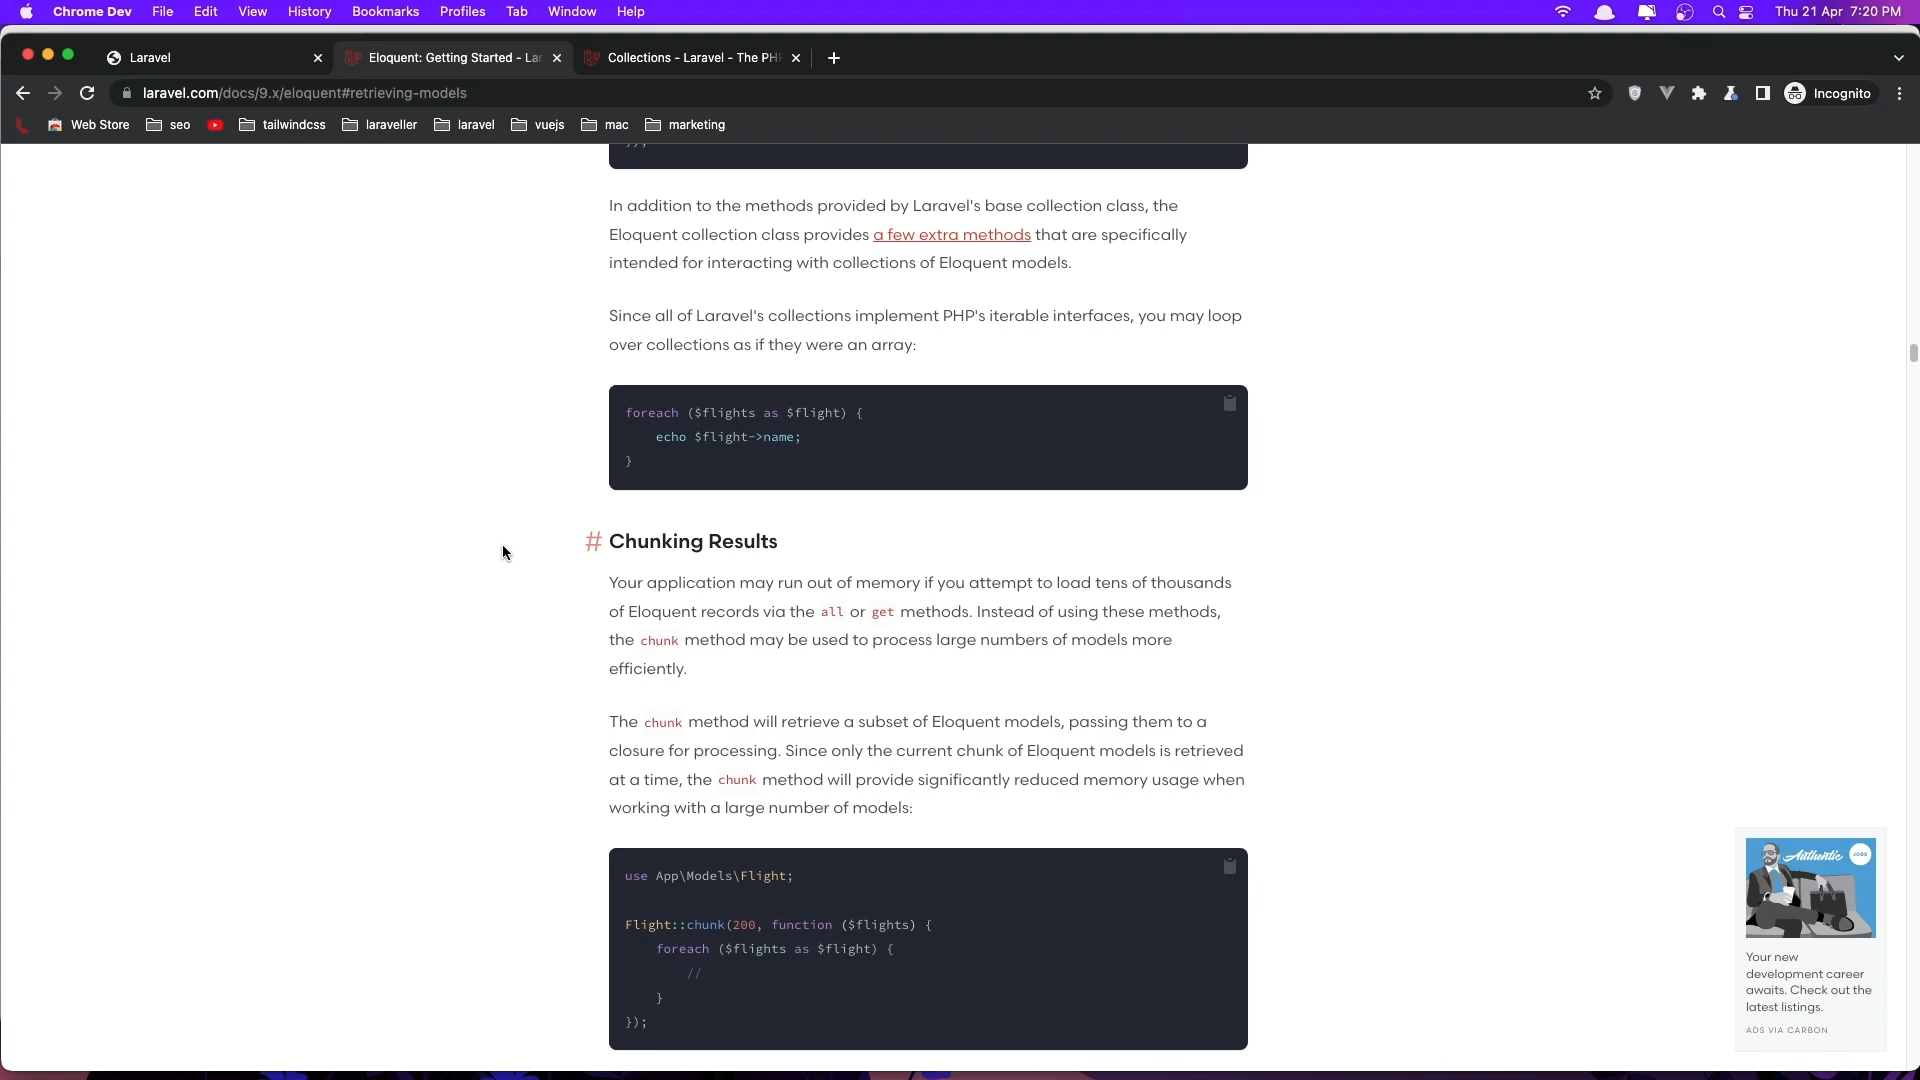 Chrome Dev File Edit View History Bookmarks Profiles Tab Window Help Thu 21 Apr 7:20 PM
Laravel
Eloquent: Getting Started - Lar
Collections - Laravel - The PHP
laravel.com/docs/9.x/eloquent#retrieving-models
Incognito
Web Store seo tailwindcss laraveller laravel vuejs mac marketing
});
In addition to the methods provided by Laravel's base collection class, the
Eloquent collection class provides a few extra methods that are specifically
intended for interacting with collections of Eloquent models.
Since all of Laravel's collections implement PHP's iterable interfaces, you may loop
over collections as if they were an array:
foreach ($flights as $flight) {
echo $flight->name;
}
# Chunking Results
Your application may run out of memory if you attempt to load tens of thousands
of Eloquent records via the all or get methods. Instead of using these methods,
the chunk method may be used to process large numbers of models more
efficiently.
The chunk method will retrieve a subset of Eloquent models, passing them to a
closure for processing. Since only the current chunk of Eloquent models is retrieved
at a time, the chunk method will provide significantly reduced memory usage when
working with a large number of models:
use App\Models\Flight;
Flight::chunk(200, function ($flights) {
foreach ($flights as $flight) {
//
}
});
Authentic JOBS
Your new
development career
awaits. Check out the
latest listings.
ADS VIA CARBON